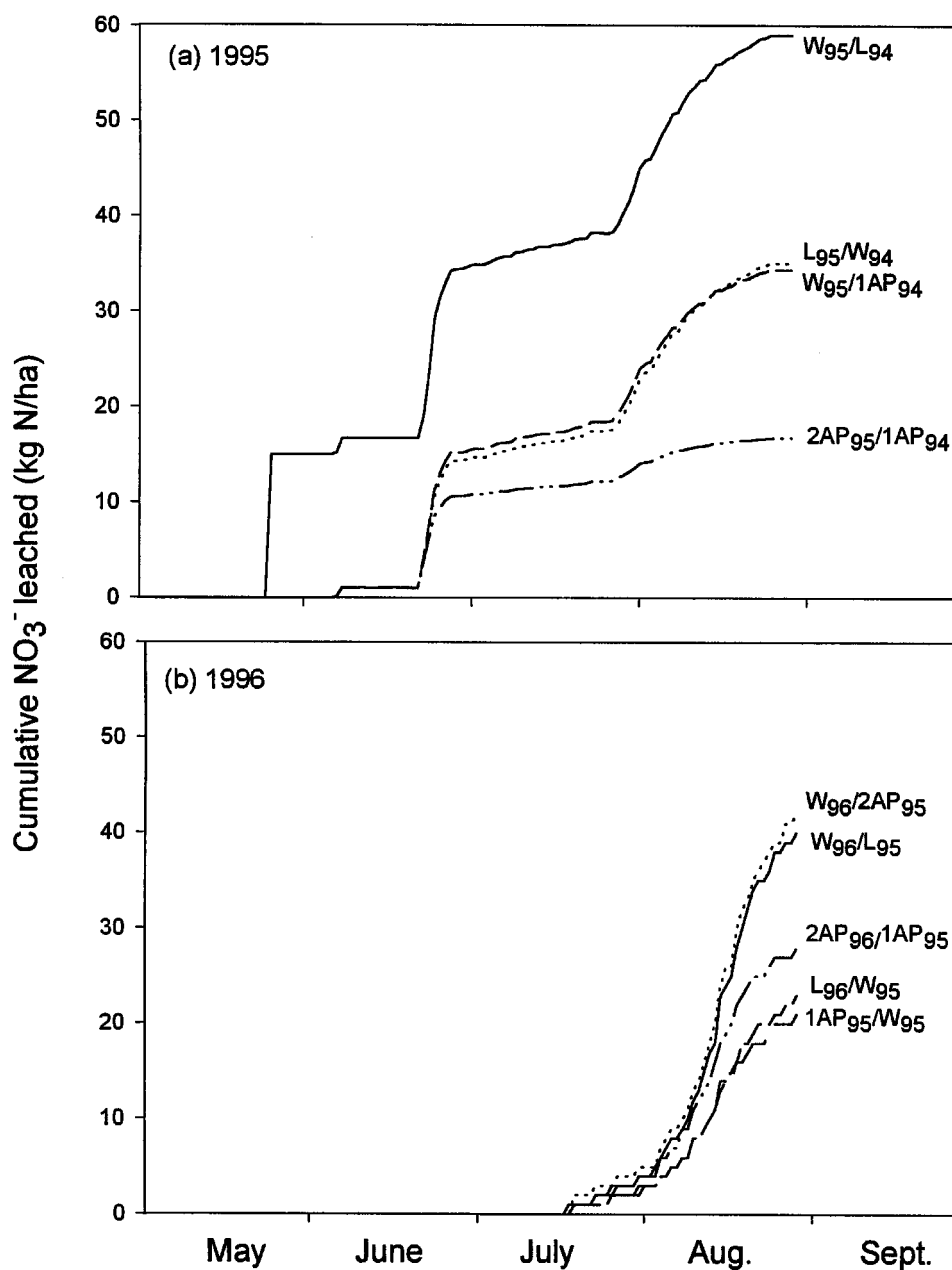 Cumulative NO₃⁻ leached (kg N/ha)
(a) 1995
60
50
40
30
20
10
0
W₉₅/L₉₄
L₉₅/W₉₄
W₉₅/1AP₉₄
2AP₉₅/1AP₉₄
(b) 1996
60
50
40
30
20
10
0
W₉₆/2AP₉₅
W₉₆/L₉₅
2AP₉₆/1AP₉₅
L₉₆/W₉₅
1AP₉₅/W₉₅
May June July Aug. Sept.